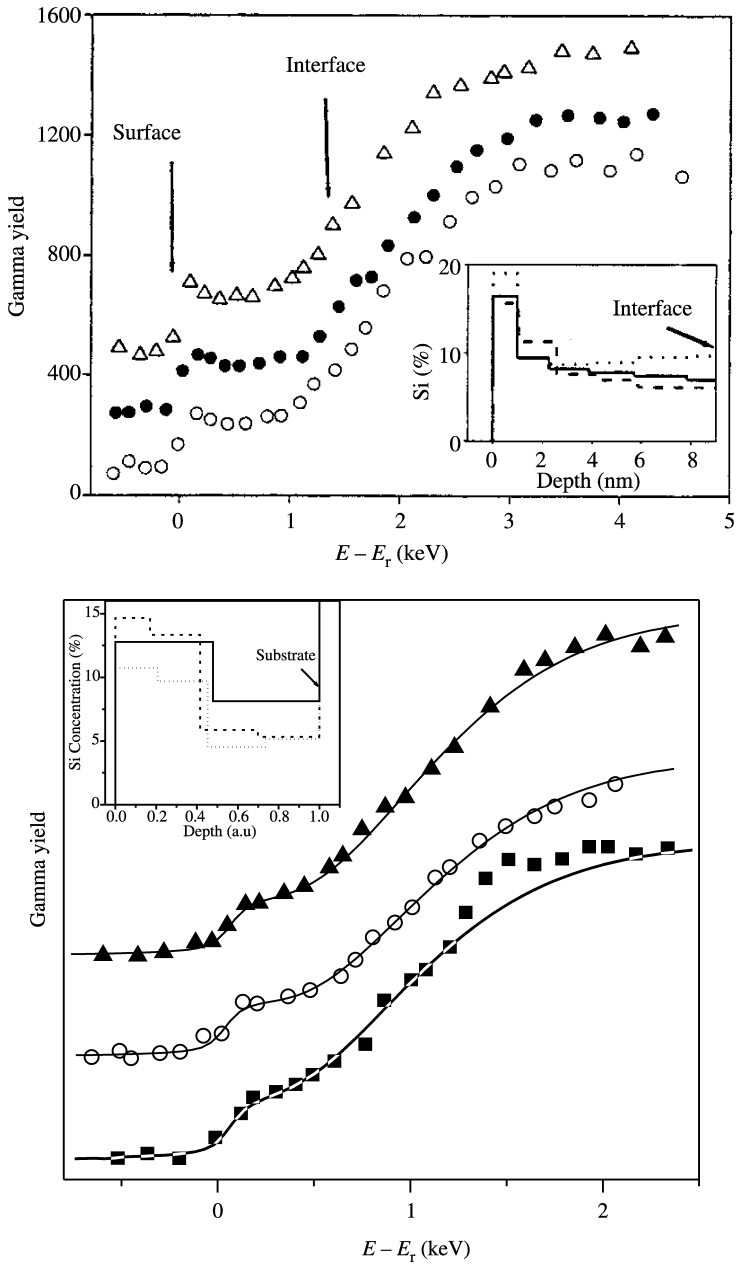 1600
1200
800
400
0
Gamma yield
Surface
Interface
20
10
0
Si (%)
Interface
0 2 4 6 8
Depth (nm)
0 1 2 3 4 5
E – Er (keV)
15
10
5
0
Si Concentration (%)
Substrate
0.0 0.2 0.4 0.6 0.8 1.0
Depth (a.u)
Gamma yield
0 1 2
E – Er (keV)